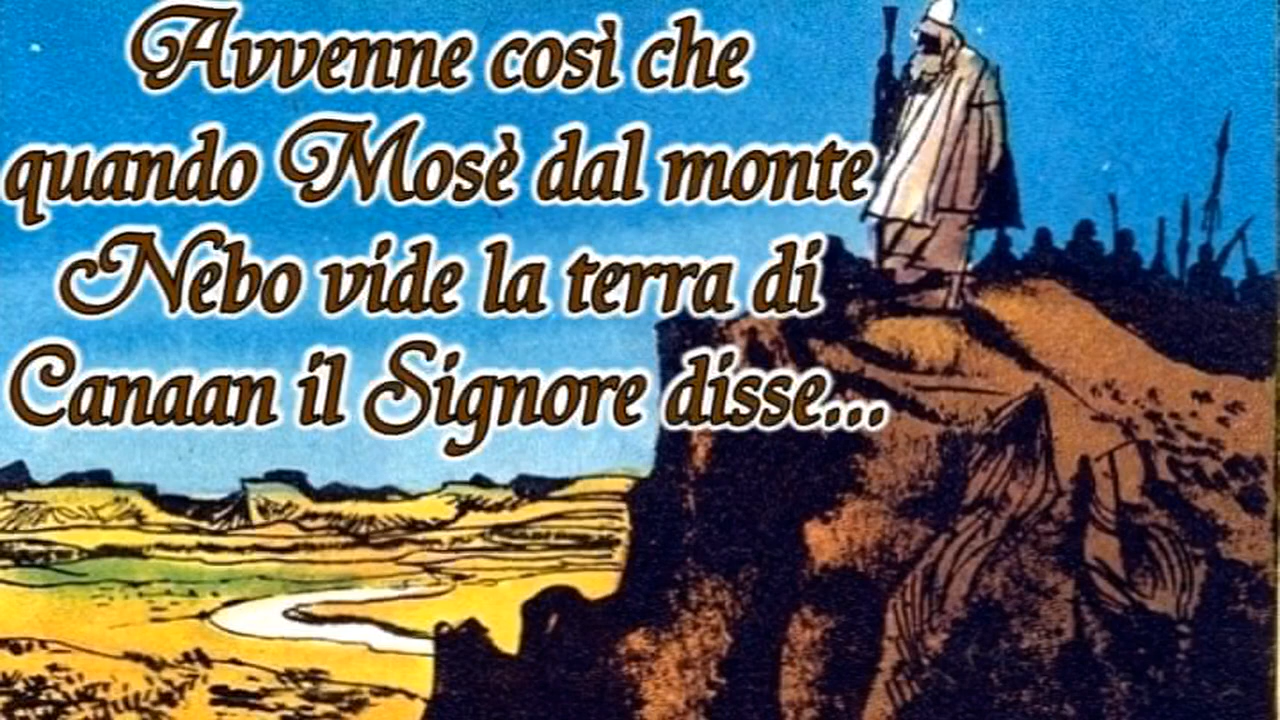 Avvenne così che
quando Mosè dal monte
Nebo vide la terra di
Canaan il Signore disse...